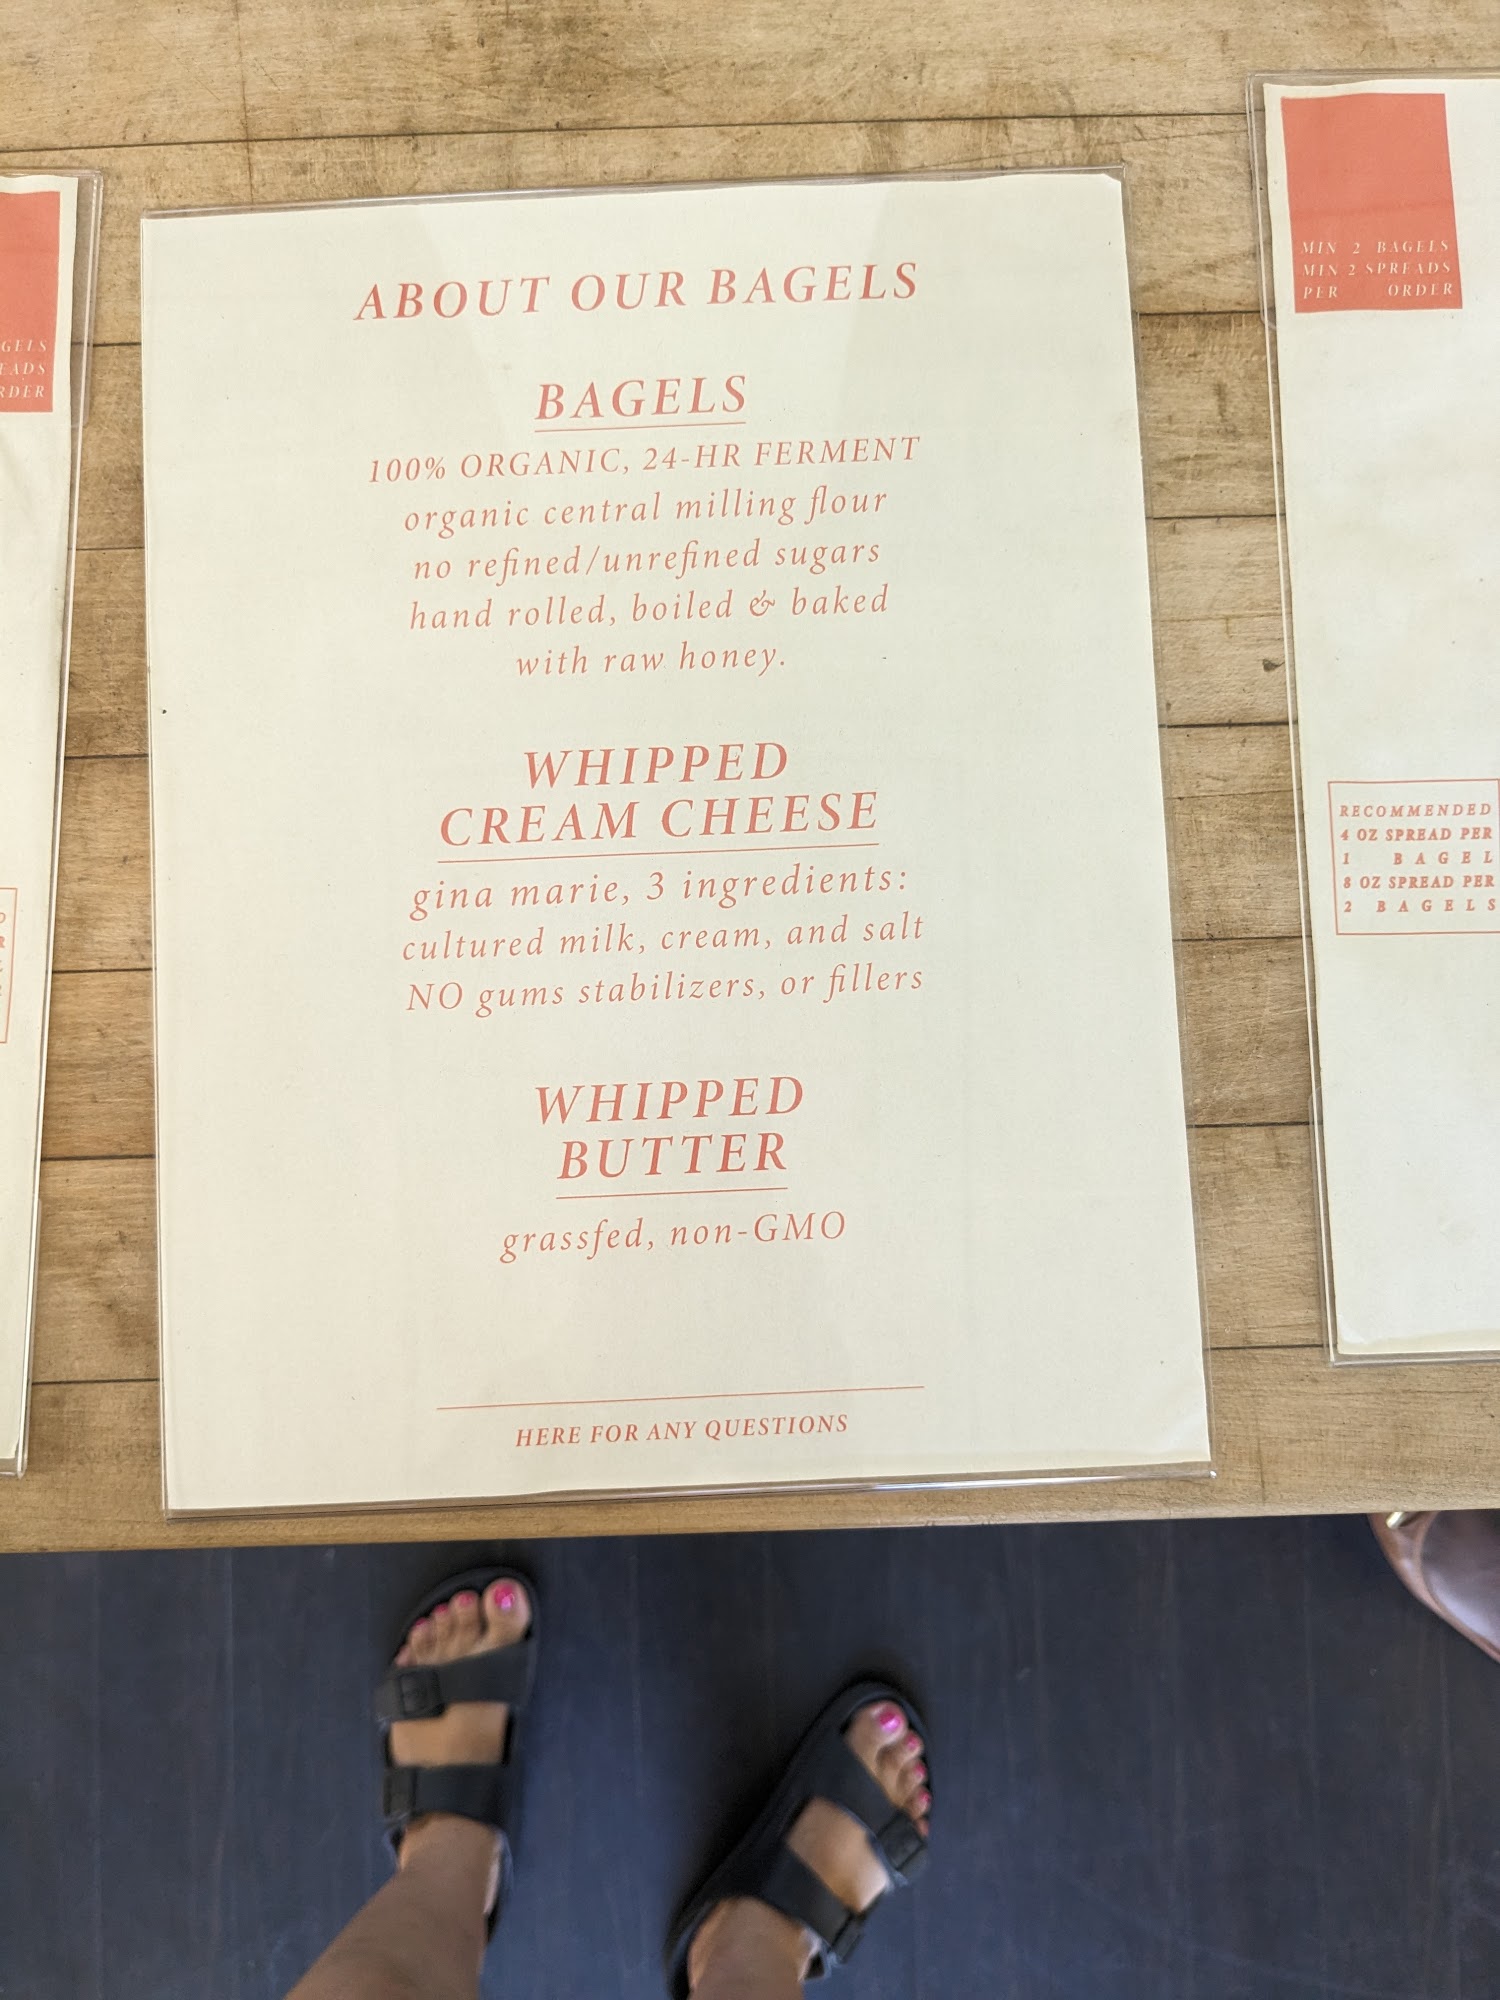 ABOUT OUR BAGELS
BAGELS
100% ORGANIC, 24-HR FERMENT
organic central milling flour
no refined/unrefined sugars
hand rolled, boiled & baked
with raw honey.
WHIPPED
CREAM CHEESE
gina marie, 3 ingredients:
cultured milk, cream, and salt
NO gums stabilizers, or fillers
WHIPPED
BUTTER
grassfed, non-GMO
HERE FOR ANY QUESTIONS
MIN 2 BAGELS
MIN 2 SPREADS
PER ORDER
RECOMMENDED
4 OZ SPREAD PER
1 BAGEL
8 OZ SPREAD PER
2 BAGELS
GELS
EADS
RDER